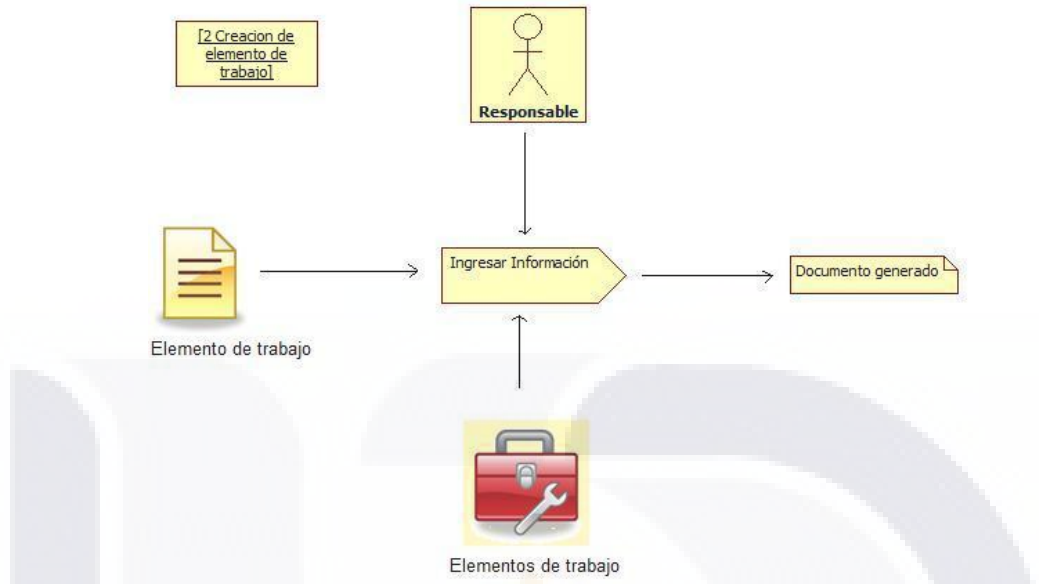 [2 Creacion de
elemento de
trabajo]
Responsable
Ingresar Información
Documento generado
Elemento de trabajo
Elementos de trabajo